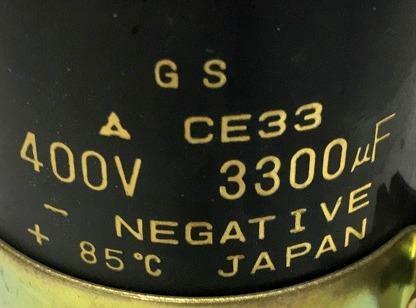 G S
△ CE33
400V 3300μF
− NEGATIVE
+ 85°C JAPAN